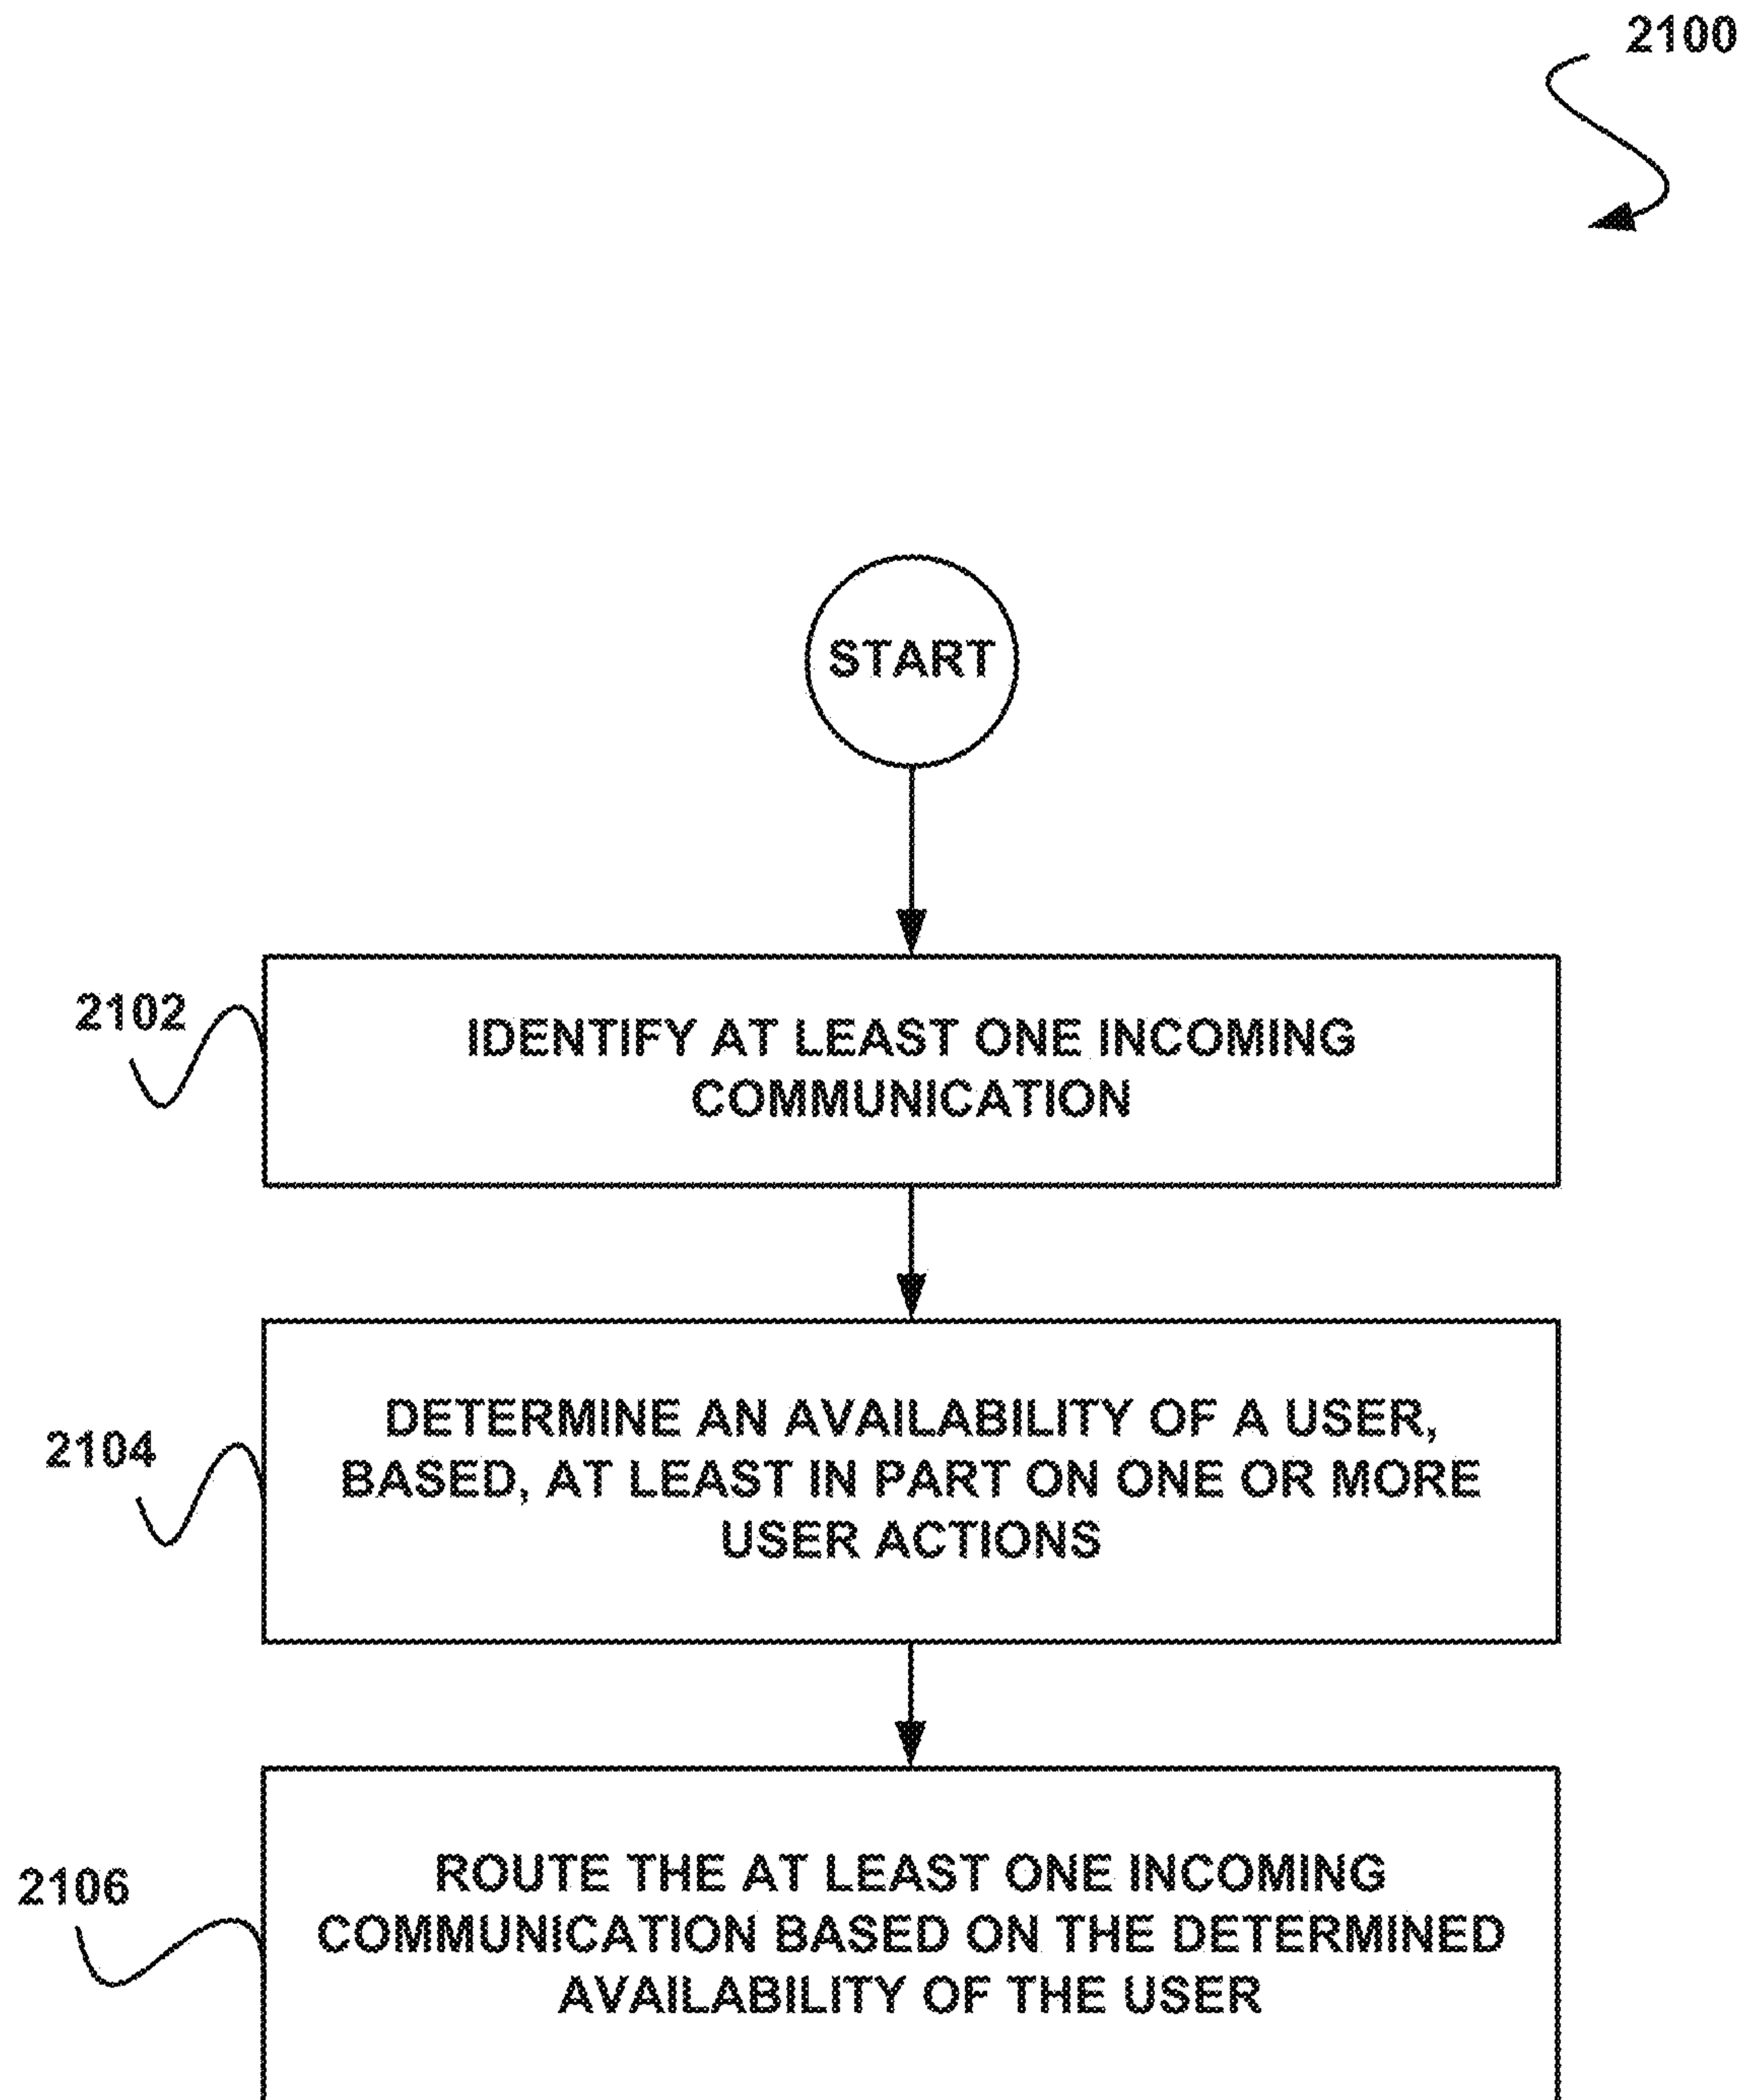 2100
START
2102
IDENTIFY AT LEAST ONE INCOMING
COMMUNICATION
2104
DETERMINE AN AVAILABILITY OF A USER,
BASED, AT LEAST IN PART ON ONE OR MORE
USER ACTIONS
2106
ROUTE THE AT LEAST ONE INCOMING
COMMUNICATION BASED ON THE DETERMINED
AVAILABILITY OF THE USER